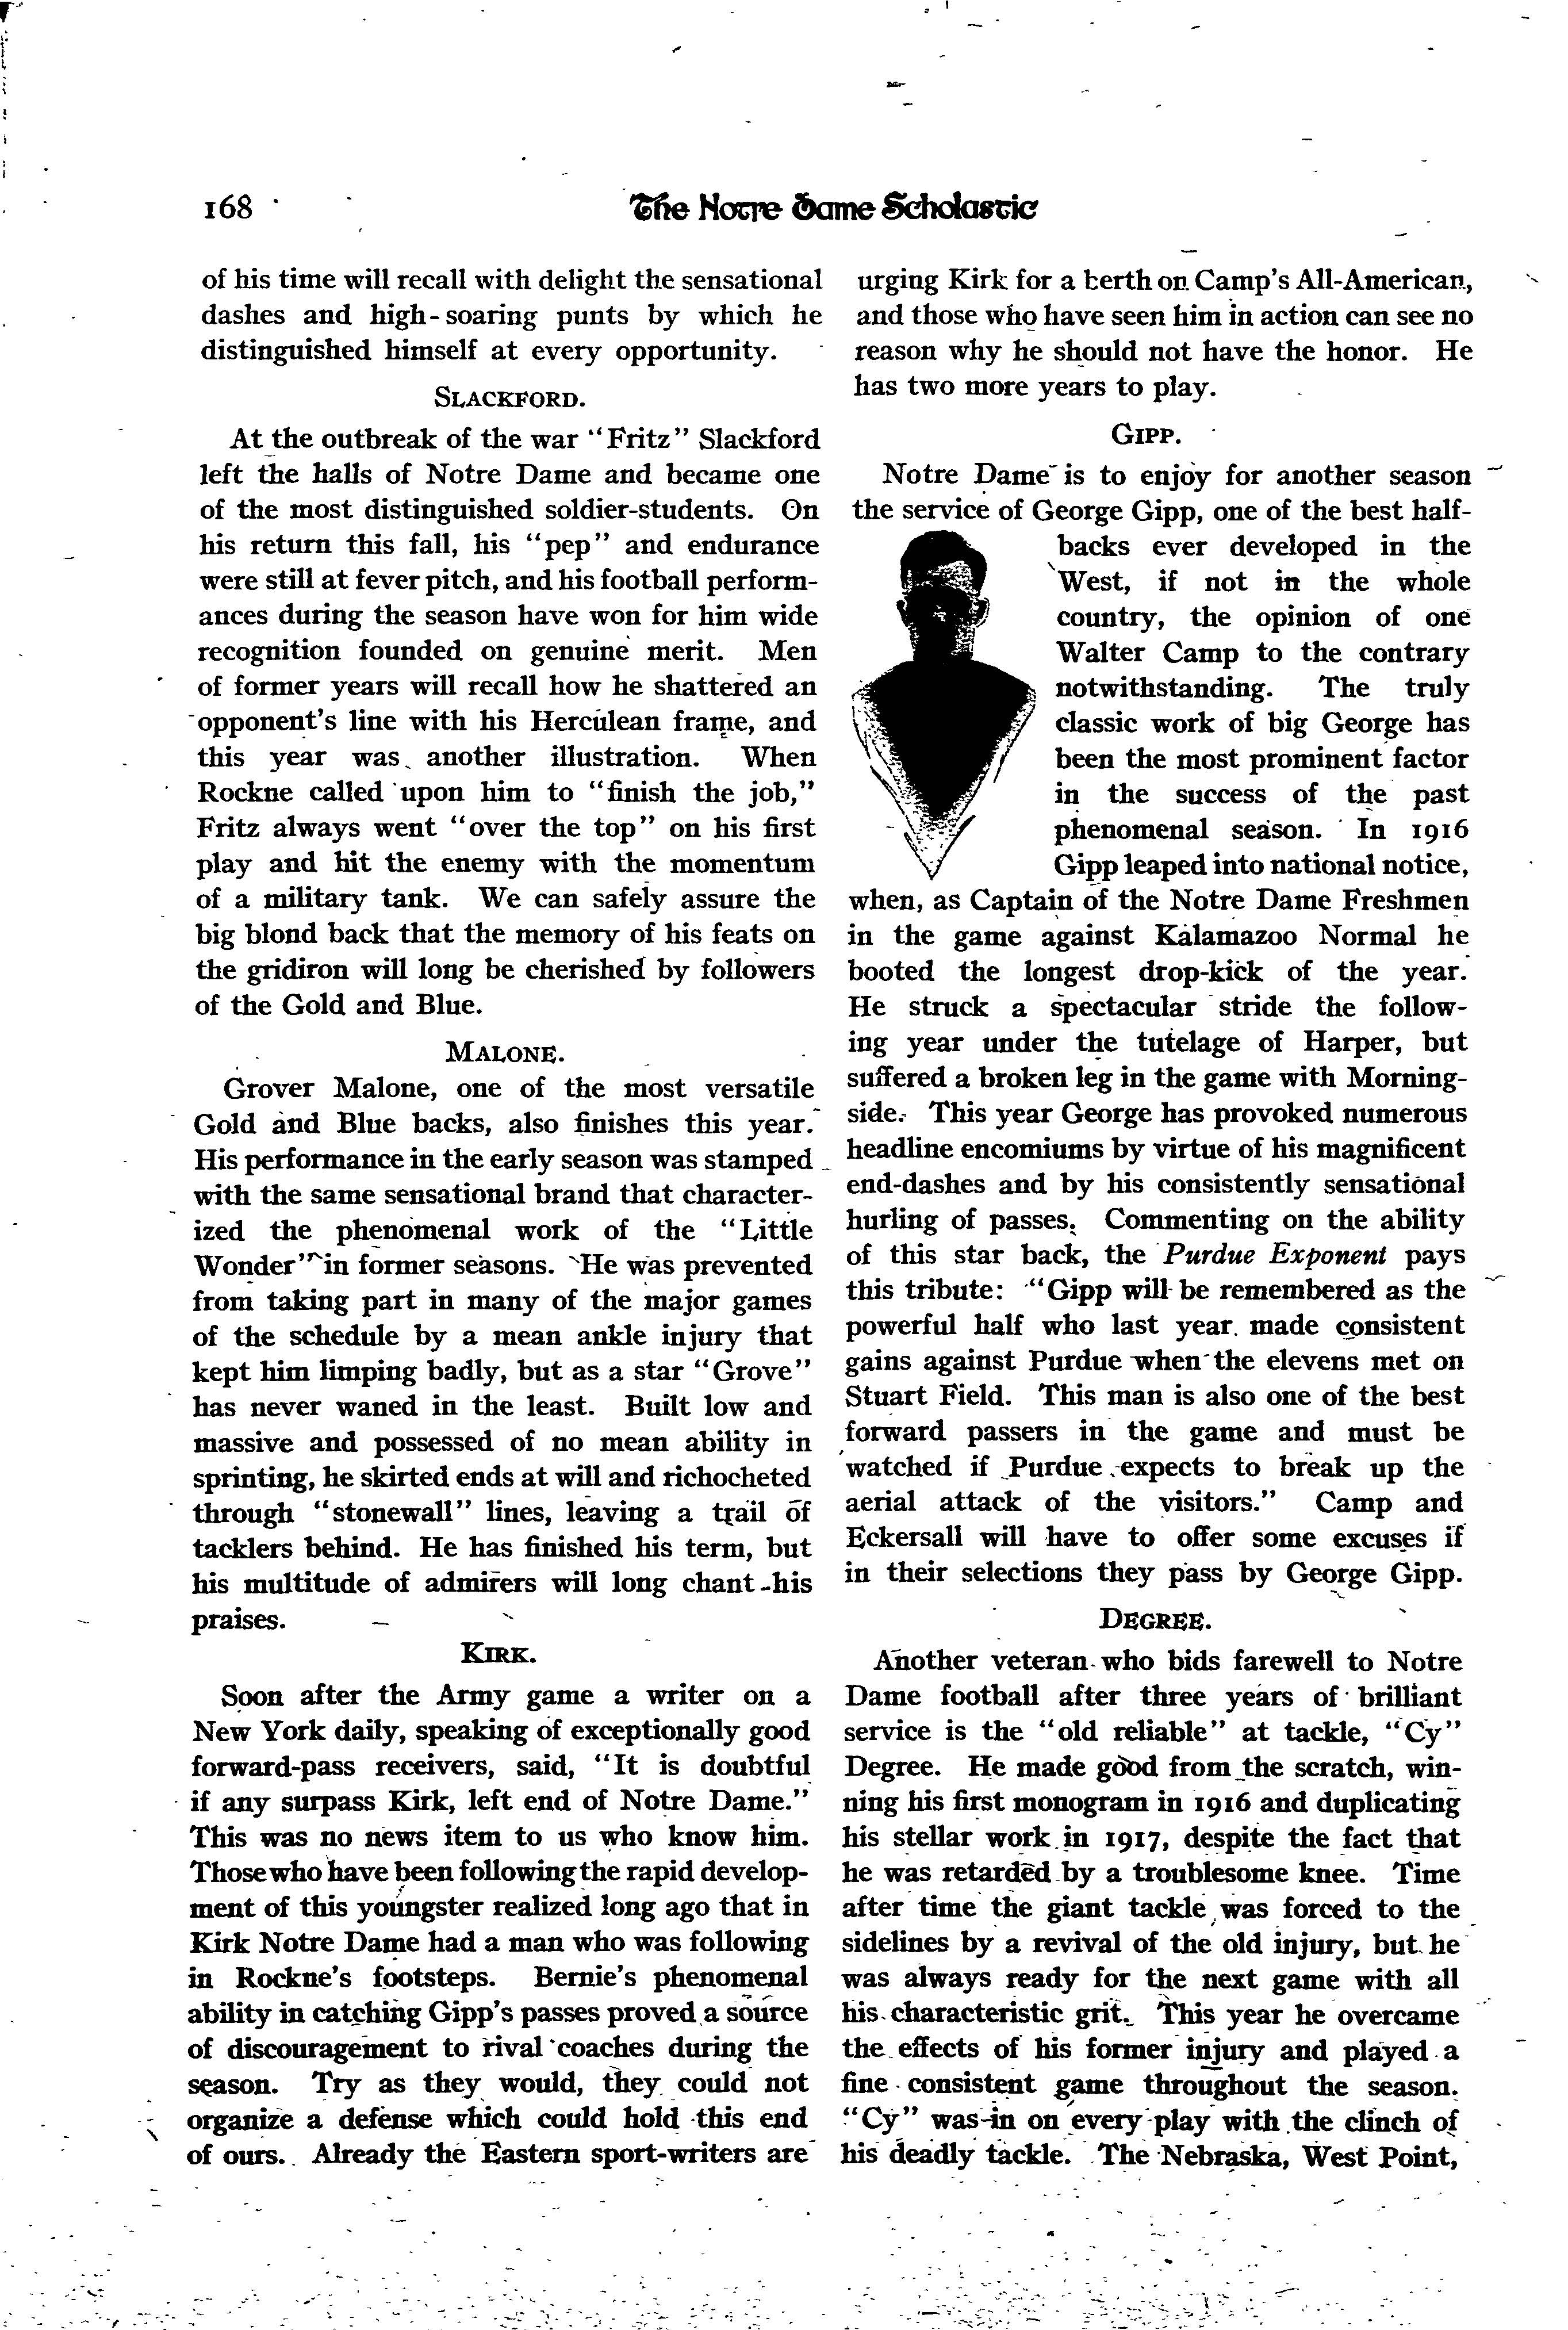 168
The Notre Dame Scholastic
of his time will recall with delight the sensational
dashes and high-soaring punts by which he
distinguished himself at every opportunity.
SLACKFORD.
At the outbreak of the war "Fritz" Slackford
left the halls of Notre Dame and became one
of the most distinguished soldier-students. On
his return this fall, his "pep" and endurance
were still at fever pitch, and his football perform-
ances during the season have won for him wide
recognition founded on genuine merit. Men
of former years will recall how he shattered an
opponent's line with his Herculean frame, and
this year was another illustration. When
Rockne called upon him to "finish the job,"
Fritz always went "over the top" on his first
play and hit the enemy with the momentum
of a military tank. We can safely assure the
big blond back that the memory of his feats on
the gridiron will long be cherished by followers
of the Gold and Blue.
MALONE.
Grover Malone, one of the most versatile
Gold and Blue backs, also finishes this year.
His performance in the early season was stamped
with the same sensational brand that character-
ized the phenomenal work of the "Little
Wonder" in former seasons. He was prevented
from taking part in many of the major games
of the schedule by a mean ankle injury that
kept him limping badly, but as a star "Grove"
has never waned in the least. Built low and
massive and possessed of no mean ability in
sprinting, he skirted ends at will and richocheted
through "stonewall" lines, leaving a trail of
tacklers behind. He has finished his term, but
his multitude of admirers will long chant his
praises.
KIRK.
Soon after the Army game a writer on a
New York daily, speaking of exceptionally good
forward-pass receivers, said, "It is doubtful
if any surpass Kirk, left end of Notre Dame."
This was no news item to us who know him.
Those who have been following the rapid develop-
ment of this youngster realized long ago that in
Kirk Notre Dame had a man who was following
in Rockne's footsteps. Bernie's phenomenal
ability in catching Gipp's passes proved a source
of discouragement to rival coaches during the
season. Try as they would, they could not
organize a defense which could hold this end
of ours. Already the Eastern sport-writers are
urging Kirk for a berth on Camp's All-American,
and those who have seen him in action can see no
reason why he should not have the honor. He
has two more years to play.
GIPP.
Notre Dame is to enjoy for another season
the service of George Gipp, one of the best half-
backs ever developed in the
West, if not in the whole
country, the opinion of one
Walter Camp to the contrary
notwithstanding. The truly
classic work of big George has
been the most prominent factor
in the success of the past
phenomenal season. In 1916
Gipp leaped into national notice,
when, as Captain of the Notre Dame Freshmen
in the game against Kalamazoo Normal he
booted the longest drop-kick of the year.
He struck a spectacular stride the follow-
ing year under the tutelage of Harper, but
suffered a broken leg in the game with Morning-
side. This year George has provoked numerous
headline encomiums by virtue of his magnificent
end-dashes and by his consistently sensational
hurling of passes. Commenting on the ability
of this star back, the Purdue Exponent pays
this tribute: "Gipp will be remembered as the
powerful half who last year made consistent
gains against Purdue when the elevens met on
Stuart Field. This man is also one of the best
forward passers in the game and must be
watched if Purdue expects to break up the
aerial attack of the visitors." Camp and
Eckersall will have to offer some excuses if
in their selections they pass by George Gipp.
DEGREE.
Another veteran who bids farewell to Notre
Dame football after three years of brilliant
service is the "old reliable" at tackle, "Cy"
Degree. He made good from the scratch, win-
ning his first monogram in 1916 and duplicating
his stellar work in 1917, despite the fact that
he was retarded by a troublesome knee. Time
after time the giant tackle was forced to the
sidelines by a revival of the old injury, but he
was always ready for the next game with all
his characteristic grit. This year he overcame
the effects of his former injury and played a
fine consistent game throughout the season.
"Cy" was in on every play with the clinch of
his deadly tackle. The Nebraska, West Point,